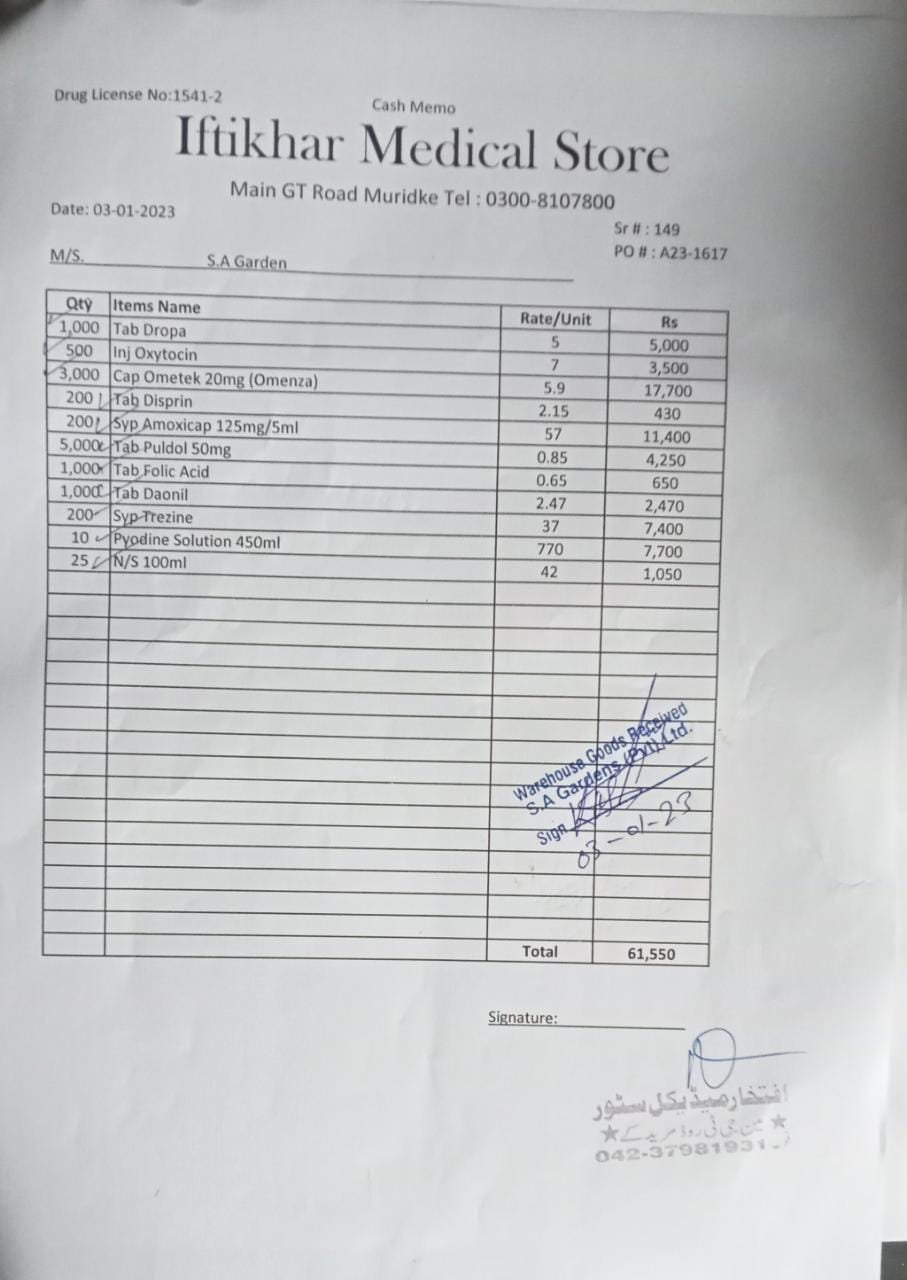 Drug License No:1541-2
Cash Memo
Iftikhar Medical Store
Main GT Road Muridke Tel : 0300-8107800
Date: 03-01-2023
Sr # : 149
PO # : A23-1617
M/S. S.A Garden
Qty Items Name Rate/Unit Rs
1,000 Tab Dropa 5 5,000
500 Inj Oxytocin 7 3,500
3,000 Cap Ometek 20mg (Omenza) 5.9 17,700
200 Tab Disprin 2.15 430
200 Syp Amoxicap 125mg/5ml 57 11,400
5,000 Tab Puldol 50mg 0.85 4,250
1,000 Tab Folic Acid 0.65 650
1,000 Tab Daonil 2.47 2,470
200 Syp Trezine 37 7,400
10 Pyodine Solution 450ml 770 7,700
25 N/S 100ml 42 1,050
Warehouse Goods Received
S.A Gardens (Pvt) Ltd.
Sign
03-01-23
Total 61,550
Signature:
افتخار میڈیکل سٹور
مین جی ٹی روڈ مریدکے
042-37981931